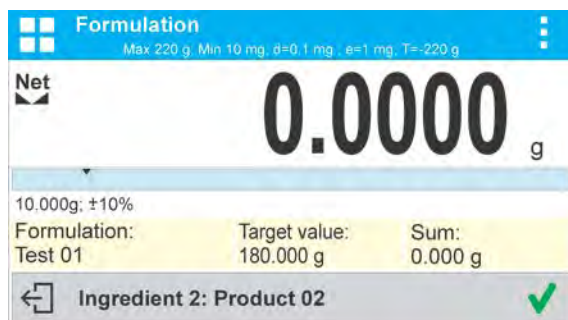 Formulation
Max 220 g. Min 10 mg, d=0.1 mg , e=1 mg, T=-220 g
Net
0.0000 g
10.000g; ±10%
Formulation: Target value: Sum:
Test 01 180.000 g 0.000 g
Ingredient 2: Product 02